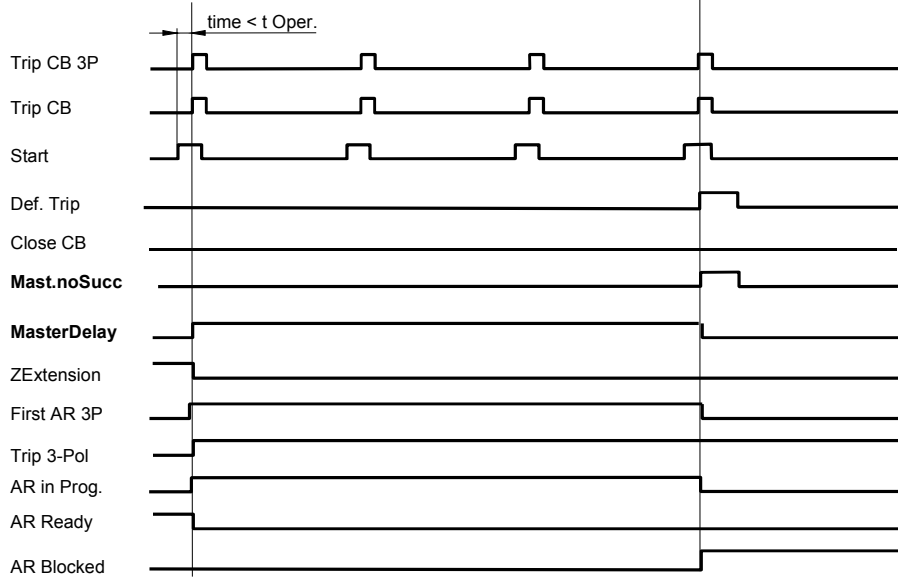 time < t Oper.
Trip CB 3P
Trip CB
Start
Def. Trip
Close CB
Mast.noSucc
MasterDelay
ZExtension
First AR 3P
Trip 3-Pol
AR in Prog.
AR Ready
AR Blocked